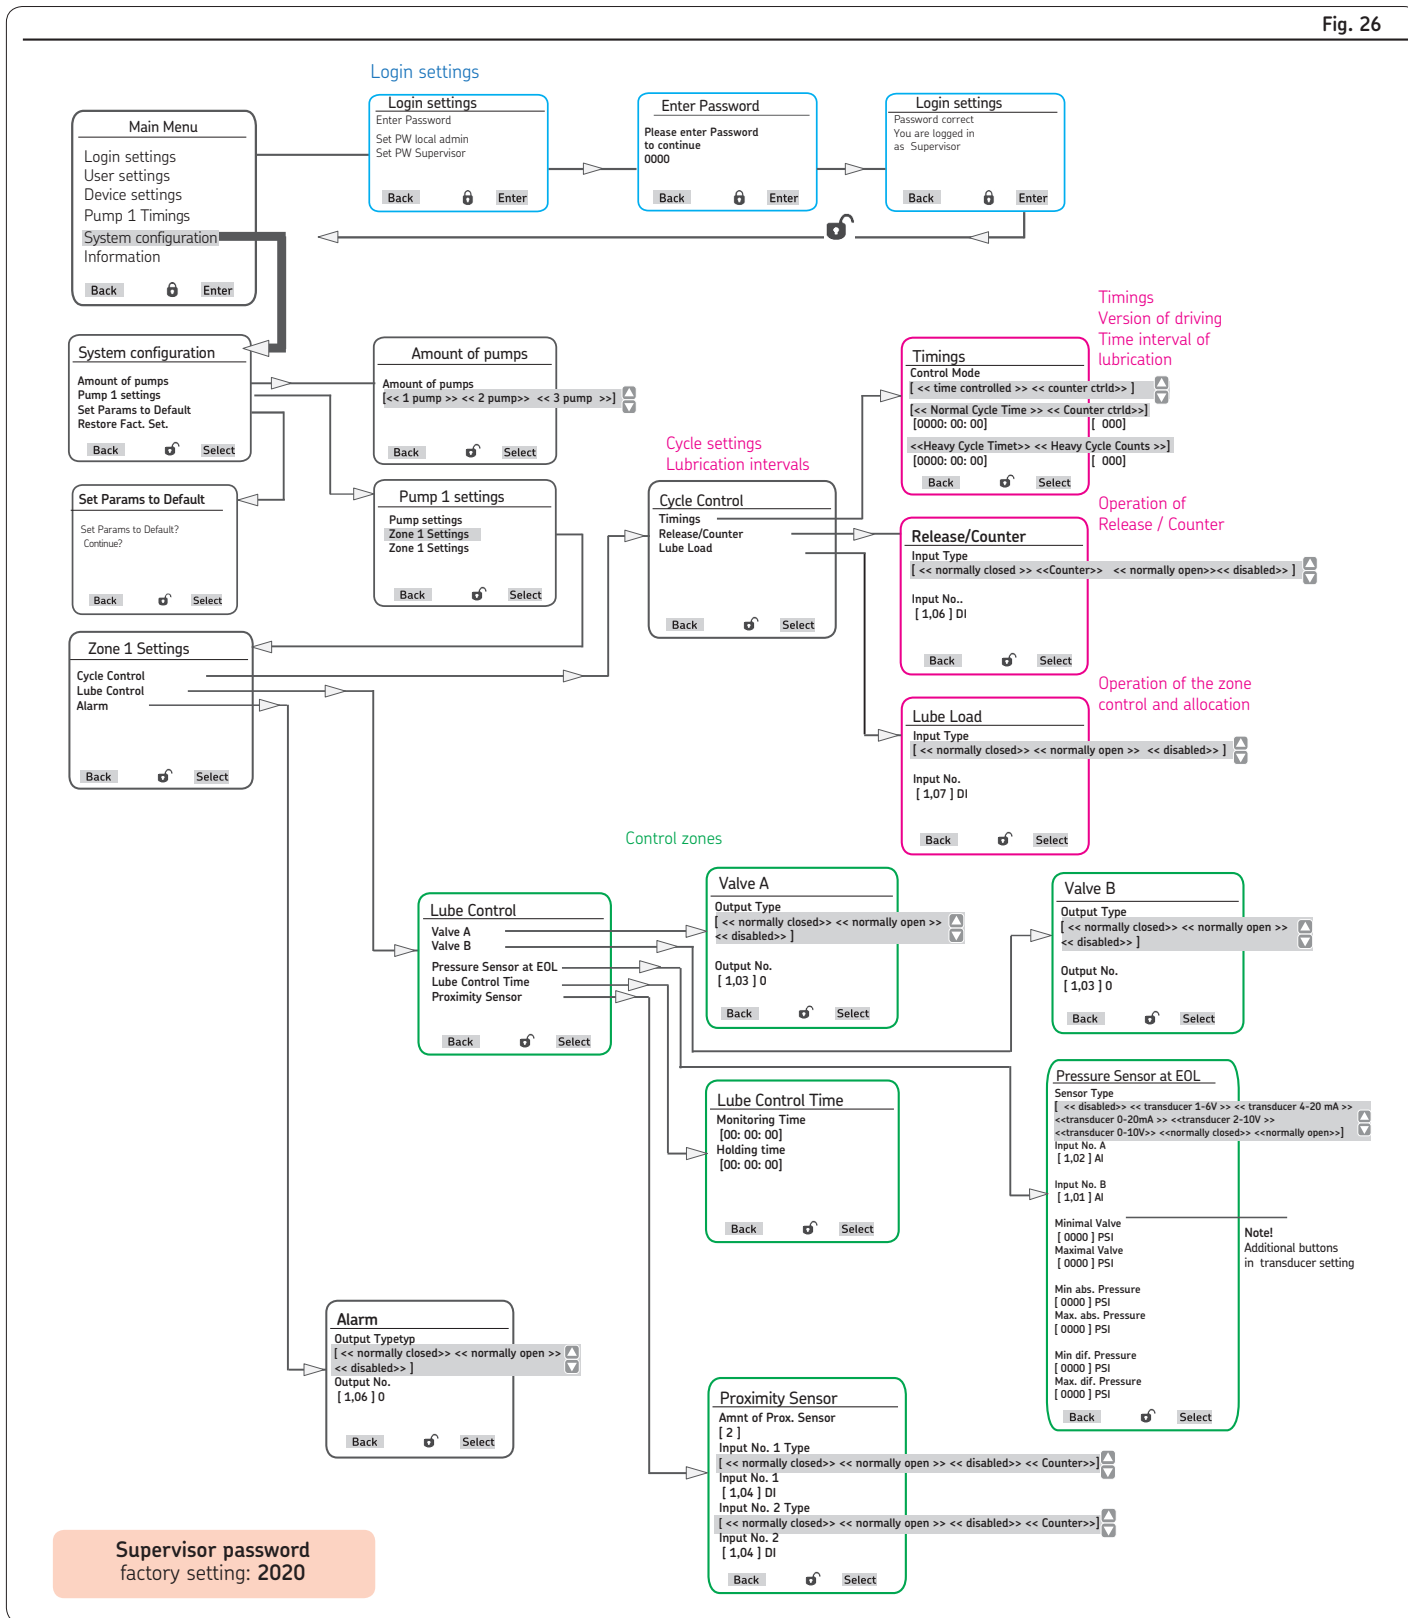 Fig. 26
Login settings
Main Menu
Login settings
User settings
Device settings
Pump 1 Timings
System configuration
Information
Back Enter
Login settings
Enter Password
Set PW local admin
Set PW Supervisor
Back Enter
Enter Password
Please enter Password
to continue
0000
Back Enter
Login settings
Password correct
You are logged in
as Supervisor
Back Enter
System configuration
Amount of pumps
Pump 1 settings
Set Params to Default
Restore Fact. Set.
Back Select
Amount of pumps
Amount of pumps
[<< 1 pump >> << 2 pump>> << 3 pump >>]
Back Select
Timings
Version of driving
Time interval of
lubrication
Timings
Control Mode
[ << time controlled >> << counter ctrld>> ]
[<< Normal Cycle Time >> << Counter ctrld>>]
[0000: 00: 00] [ 000]
<<Heavy Cycle Timet>> << Heavy Cycle Counts >>]
[0000: 00: 00] [ 000]
Back Select
Set Params to Default
Set Params to Default?
Continue?
Back Select
Pump 1 settings
Pump settings
Zone 1 Settings
Zone 1 Settings
Back Select
Cycle settings
Lubrication intervals
Cycle Control
Timings
Release/Counter
Lube Load
Back Select
Operation of
Release / Counter
Release/Counter
Input Type
[ << normally closed >> <<Counter>> << normally open>><< disabled>> ]
Input No..
[ 1,06 ] DI
Back Select
Zone 1 Settings
Cycle Control
Lube Control
Alarm
Back Select
Operation of the zone
control and allocation
Lube Load
Input Type
[ << normally closed>> << normally open >> << disabled>> ]
Input No.
[ 1,07 ] DI
Back Select
Control zones
Lube Control
Valve A
Valve B
Pressure Sensor at EOL
Lube Control Time
Proximity Sensor
Back Select
Valve A
Output Type
[ << normally closed>> << normally open >>
<< disabled>> ]
Output No.
[ 1,03 ] 0
Back Select
Valve B
Output Type
[ << normally closed>> << normally open >>
<< disabled>> ]
Output No.
[ 1,03 ] 0
Back Select
Lube Control Time
Monitoring Time
[00: 00: 00]
Holding time
[00: 00: 00]
Back Select
Pressure Sensor at EOL
Sensor Type
[ << disabled>> << transducer 1-6V >> << transducer 4-20 mA >>
<<transducer 0-20mA >> <<transducer 2-10V >>
<<transducer 0-10V>> <<normally closed>> <<normally open>>]
Input No. A
[ 1,02 ] AI
Input No. B
[ 1,01 ] AI
Minimal Valve
[ 0000 ] PSI
Maximal Valve
[ 0000 ] PSI
Min abs. Pressure
[ 0000 ] PSI
Max. abs. Pressure
[ 0000 ] PSI
Min dif. Pressure
[ 0000 ] PSI
Max. dif. Pressure
[ 0000 ] PSI
Back Select
Note!
Additional buttons
in transducer setting
Alarm
Output Typetyp
[ << normally closed>> << normally open >>
<< disabled>> ]
Output No.
[ 1,06 ] 0
Back Select
Proximity Sensor
Amnt of Prox. Sensor
[ 2 ]
Input No. 1 Type
[ << normally closed>> << normally open >> << disabled>> << Counter>>]
Input No. 1
[ 1,04 ] DI
Input No. 2 Type
[ << normally closed>> << normally open >> << disabled>> << Counter>>]
Input No. 2
[ 1,04 ] DI
Back Select
Supervisor password
factory setting: 2020